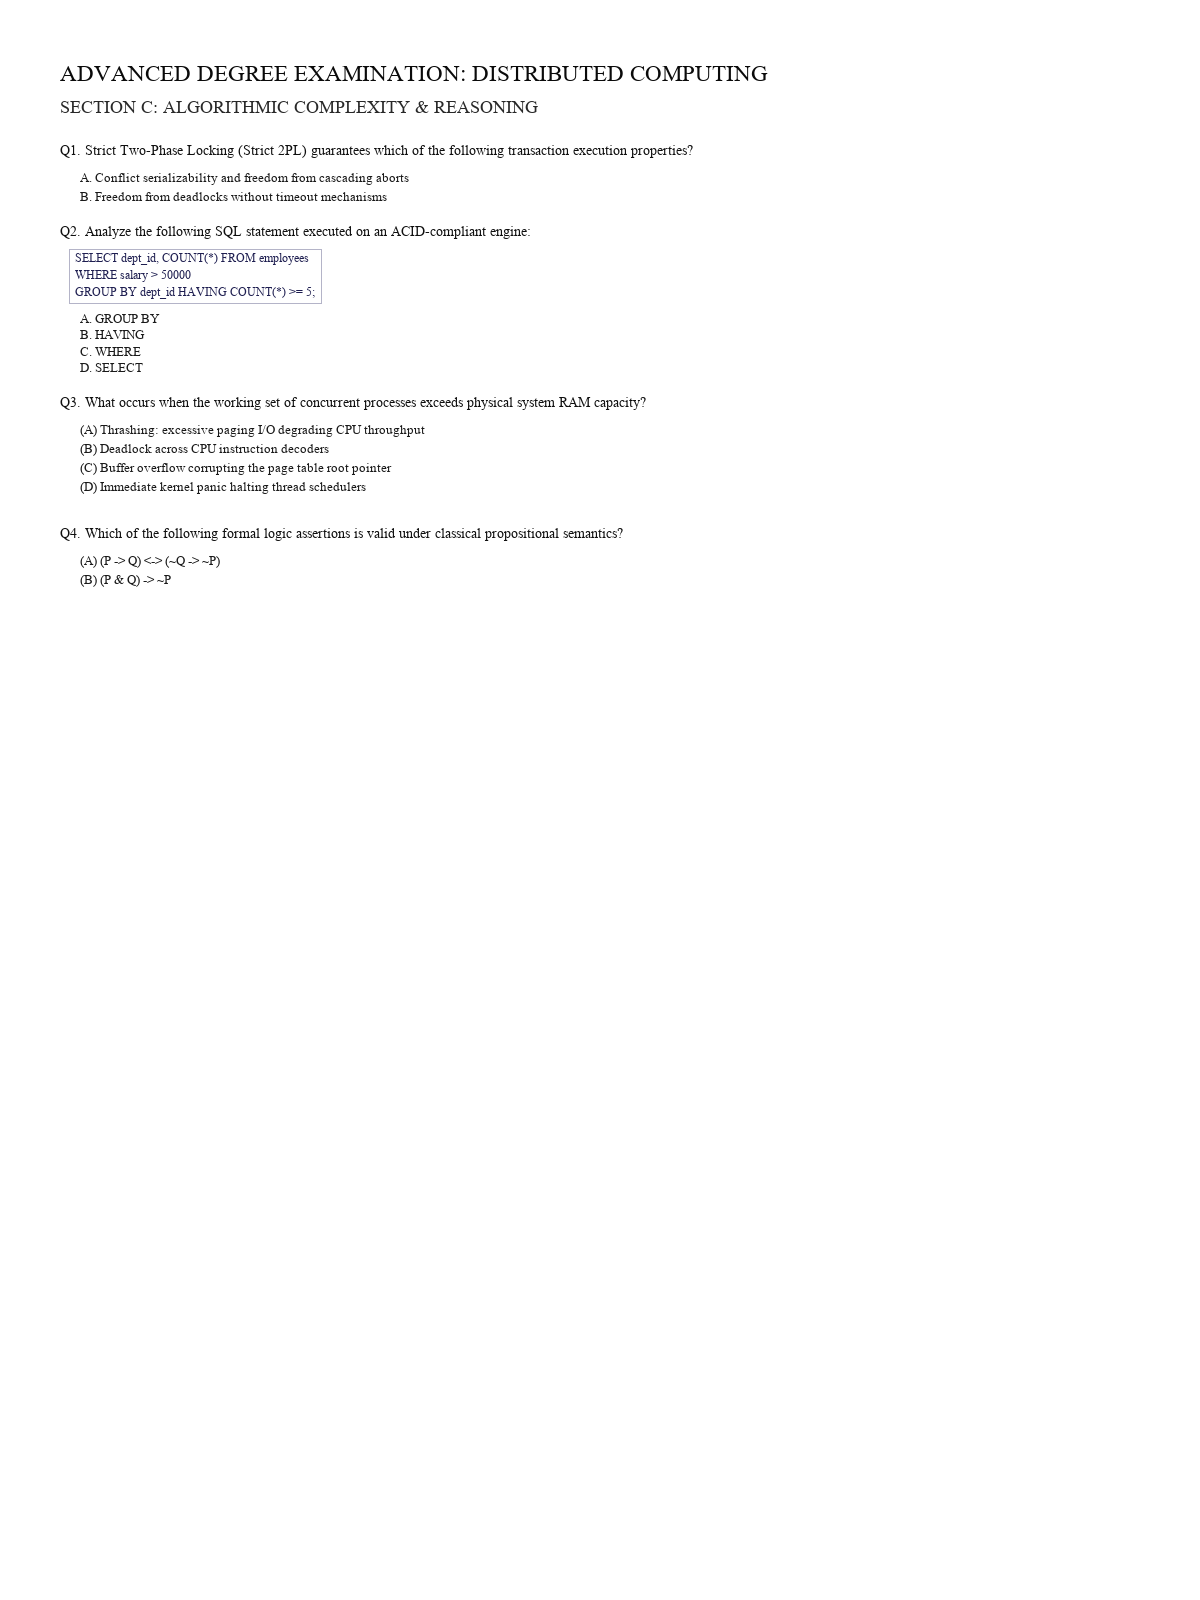 ADVANCED DEGREE EXAMINATION: DISTRIBUTED COMPUTING
SECTION C: ALGORITHMIC COMPLEXITY & REASONING
Q1. Strict Two-Phase Locking (Strict 2PL) guarantees which of the following transaction execution properties?
A. Conflict serializability and freedom from cascading aborts
B. Freedom from deadlocks without timeout mechanisms
Q2. Analyze the following SQL statement executed on an ACID-compliant engine:
SELECT dept_id, COUNT(*) FROM employees
WHERE salary > 50000
GROUP BY dept_id HAVING COUNT(*) >= 5;
A. GROUP BY
B. HAVING
C. WHERE
D. SELECT
Q3. What occurs when the working set of concurrent processes exceeds physical system RAM capacity?
(A) Thrashing: excessive paging I/O degrading CPU throughput
(B) Deadlock across CPU instruction decoders
(C) Buffer overflow corrupting the page table root pointer
(D) Immediate kernel panic halting thread schedulers
Q4. Which of the following formal logic assertions is valid under classical propositional semantics?
(A) (P -> Q) <-> (~Q -> ~P)
(B) (P & Q) -> ~P